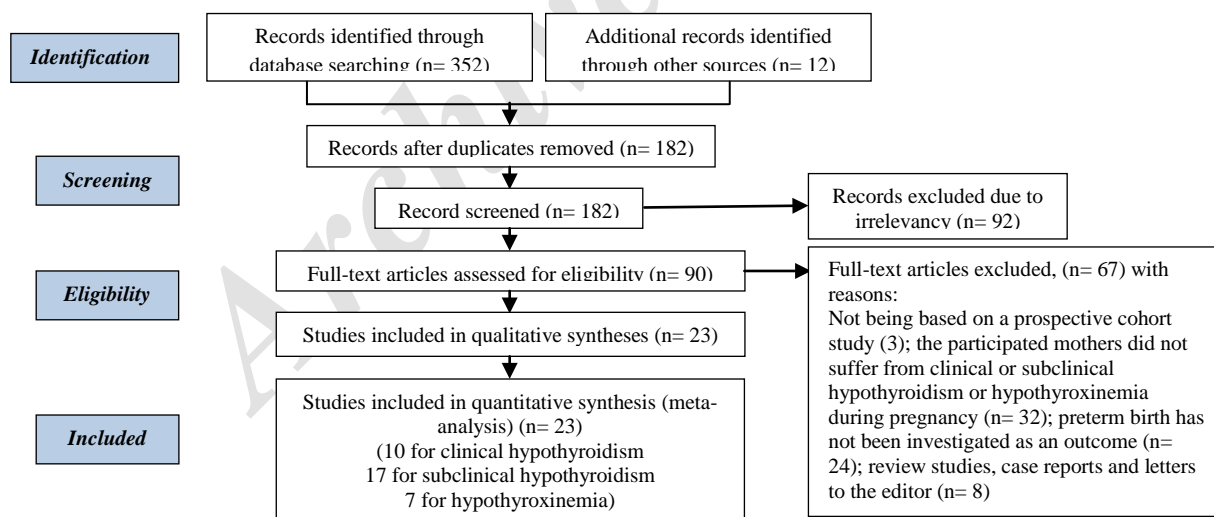 Identification
Records identified through
database searching (n= 352)
Additional records identified
through other sources (n= 12)
Records after duplicates removed (n= 182)
Screening
Record screened (n= 182)
Records excluded due to
irrelevancy (n= 92)
Eligibility
Full-text articles assessed for eligibility (n= 90)
Full-text articles excluded, (n= 67) with
reasons:
Not being based on a prospective cohort
study (3); the participated mothers did not
suffer from clinical or subclinical
hypothyroidism or hypothyroxinemia
during pregnancy (n= 32); preterm birth has
not been investigated as an outcome (n=
24); review studies, case reports and letters
to the editor (n= 8)
Studies included in qualitative syntheses (n= 23)
Included
Studies included in quantitative synthesis (meta-
analysis) (n= 23)
(10 for clinical hypothyroidism
17 for subclinical hypothyroidism
7 for hypothyroxinemia)
Archive